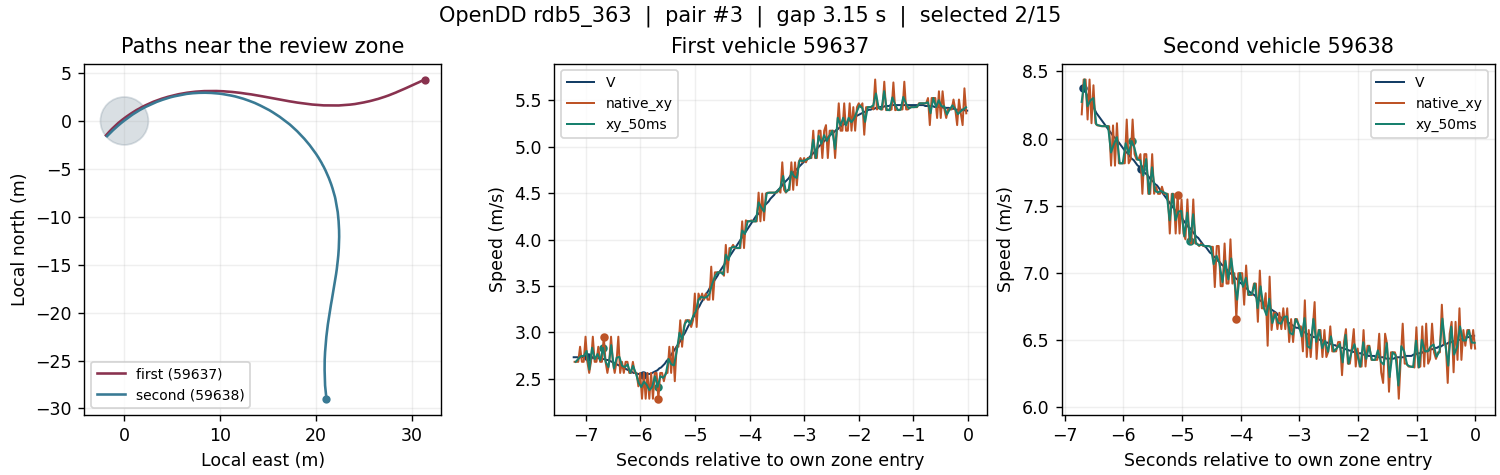 OpenDD rdb5_363 | pair #3 | gap 3.15 s | selected 2/15
Paths near the review zone
5
0
−5
−10
−15
−20
−25
−30
0
10
20
30
Local north (m)
Local east (m)
first (59637)
second (59638)
First vehicle 59637
V
native_xy
xy_50ms
5.5
5.0
4.5
4.0
3.5
3.0
2.5
−7
−6
−5
−4
−3
−2
−1
0
Speed (m/s)
Seconds relative to own zone entry
Second vehicle 59638
V
native_xy
xy_50ms
8.5
8.0
7.5
7.0
6.5
6.0
−7
−6
−5
−4
−3
−2
−1
0
Speed (m/s)
Seconds relative to own zone entry